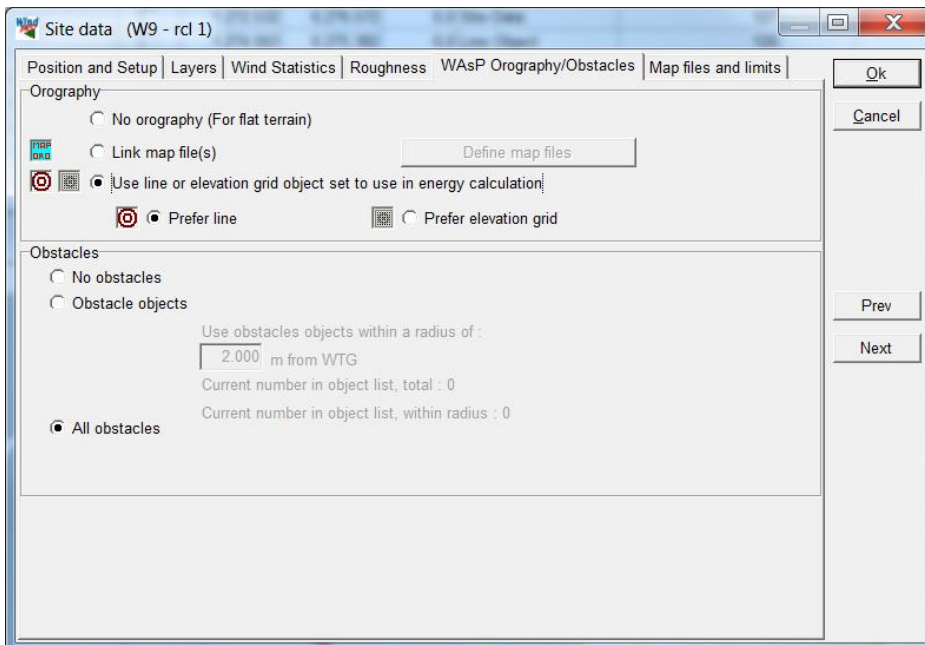 Site data (W9 - rcl 1)
Position and Setup Layers Wind Statistics Roughness WAsP Orography/Obstacles Map files and limits
Ok
Orography
No orography (For flat terrain)
Cancel
Link map file(s)
Define map files
Use line or elevation grid object set to use in energy calculation
Prefer line
Prefer elevation grid
Obstacles
No obstacles
Obstacle objects
Prev
Use obstacles objects within a radius of :
2.000 m from WTG
Next
Current number in object list, total : 0
Current number in object list, within radius : 0
All obstacles